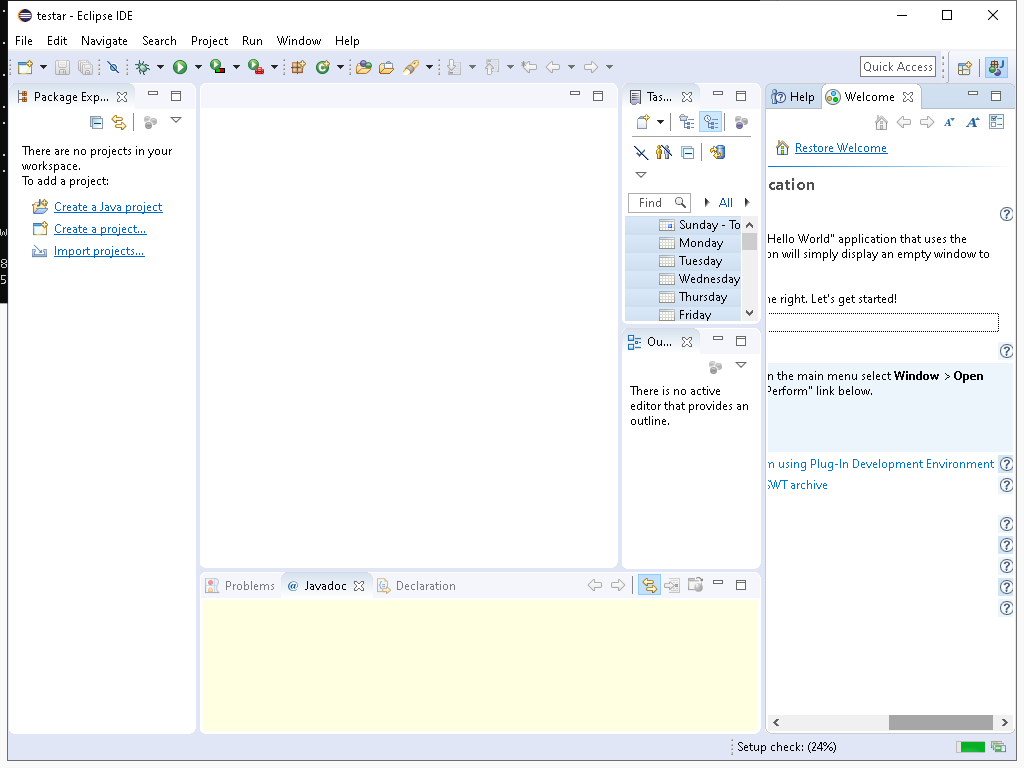 testar - Eclipse IDE
File Edit Navigate Search Project Run Window Help
Quick Access
Package Exp...
There are no projects in your
workspace.
To add a project:
Create a Java project
Create a project...
Import projects...
Tas...
Find All
Sunday - To
Monday
Tuesday
Wednesday
Thursday
Friday
Ou...
There is no active
editor that provides an
outline.
Help Welcome
Restore Welcome
cation
Hello World" application that uses the
on will simply display an empty window to
he right. Let's get started!
n the main menu select Window > Open
Perform" link below.
m using Plug-In Development Environment
SWT archive
Problems @ Javadoc Declaration
Setup check: (24%)